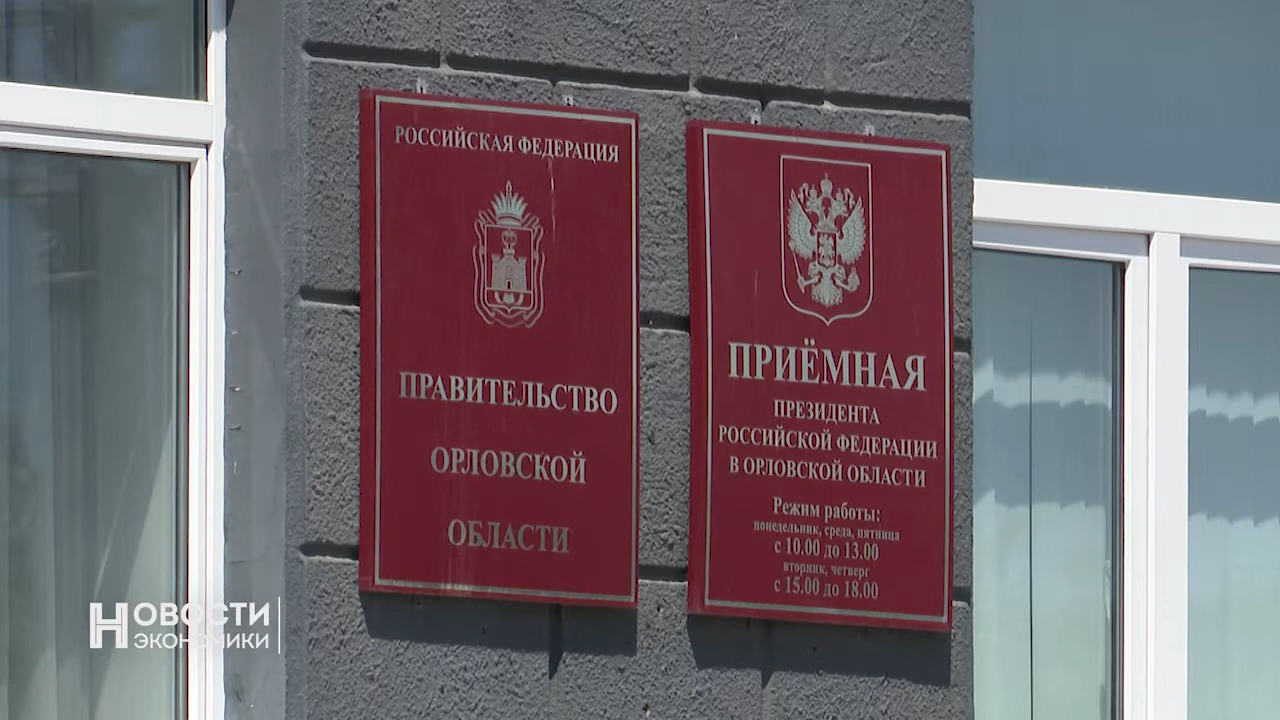 РОССИЙСКАЯ ФЕДЕРАЦИЯ
ПРАВИТЕЛЬСТВО
ОРЛОВСКОЙ
ОБЛАСТИ
ПРИЁМНАЯ
ПРЕЗИДЕНТА
РОССИЙСКОЙ ФЕДЕРАЦИИ
В ОРЛОВСКОЙ ОБЛАСТИ
Режим работы:
понедельник, среда, пятница
с 10.00 до 13.00
вторник, четверг
с 15.00 до 18.00
НОВОСТИ
ЭКОНОМИКИ